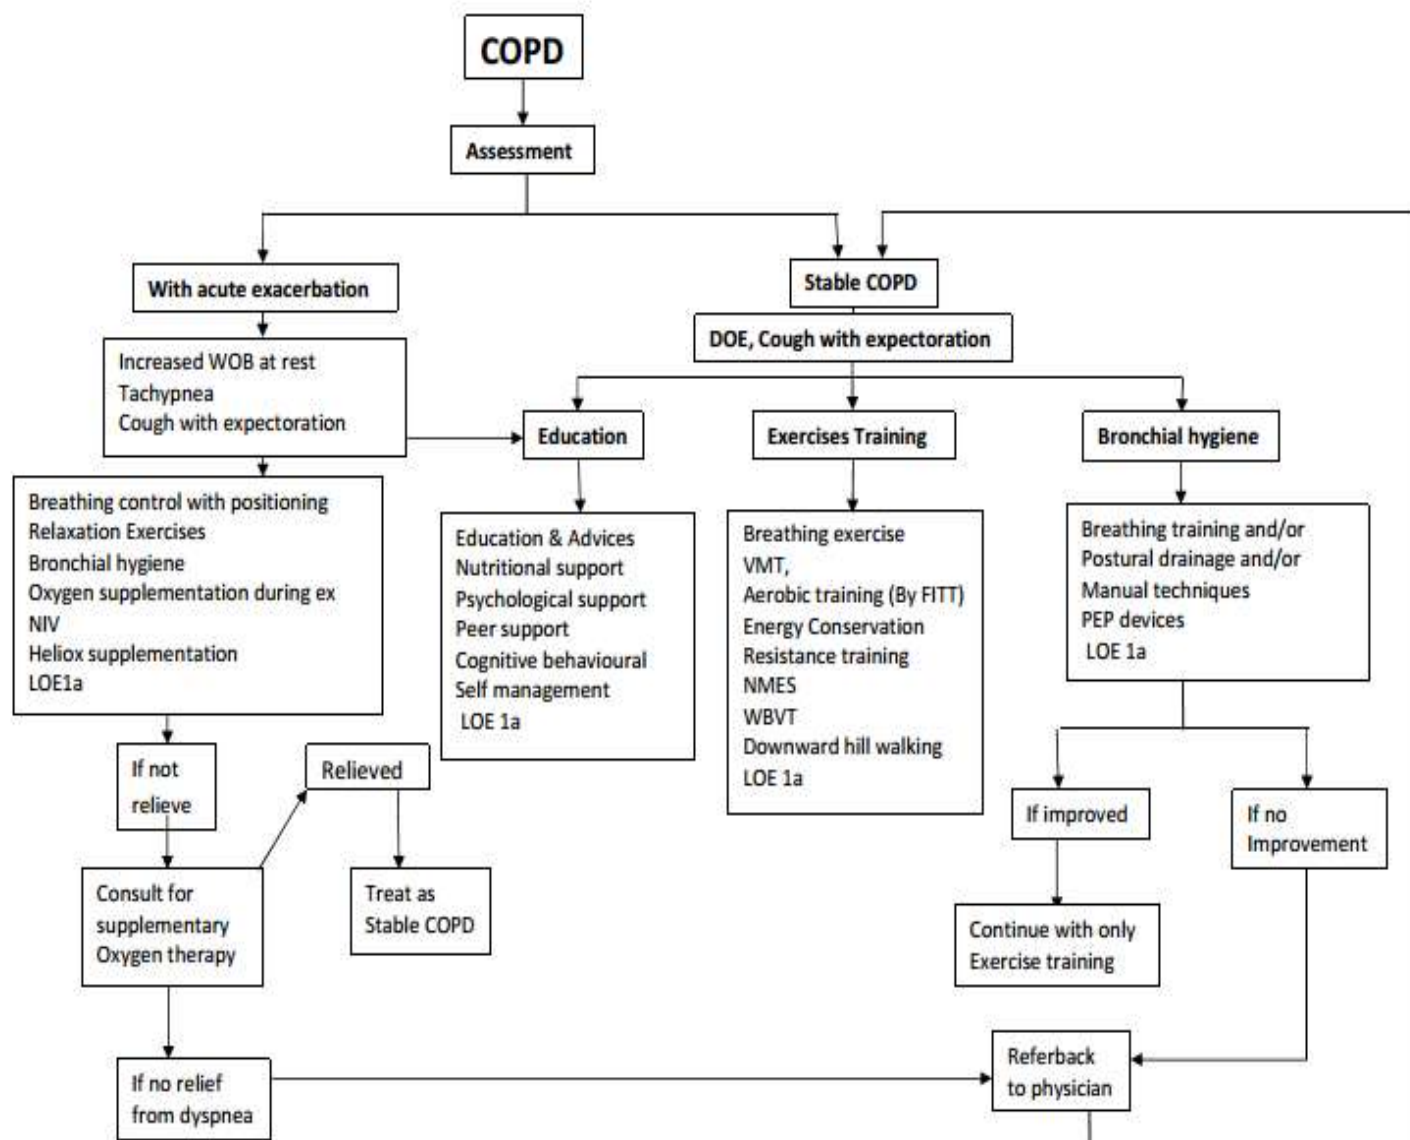 COPD
Assessment
With acute exacerbation
Stable COPD
DOE, Cough with expectoration
Increased WOB at rest
Tachypnea
Cough with expectoration
Education
Exercises Training
Bronchial hygiene
Breathing control with positioning
Relaxation Exercises
Bronchial hygiene
Oxygen supplementation during ex
NIV
Heliox supplementation
LOE1a
Education & Advices
Nutritional support
Psychological support
Peer support
Cognitive behavioural
Self management
LOE 1a
Breathing exercise
VMT,
Aerobic training (By FITT)
Energy Conservation
Resistance training
NMES
WBVT
Downward hill walking
LOE 1a
Breathing training and/or
Postural drainage and/or
Manual techniques
PEP devices
LOE 1a
If not
relieve
Relieved
If improved
If no
Improvement
Consult for
supplementary
Oxygen therapy
Treat as
Stable COPD
Continue with only
Exercise training
If no relief
from dyspnea
Referback
to physician